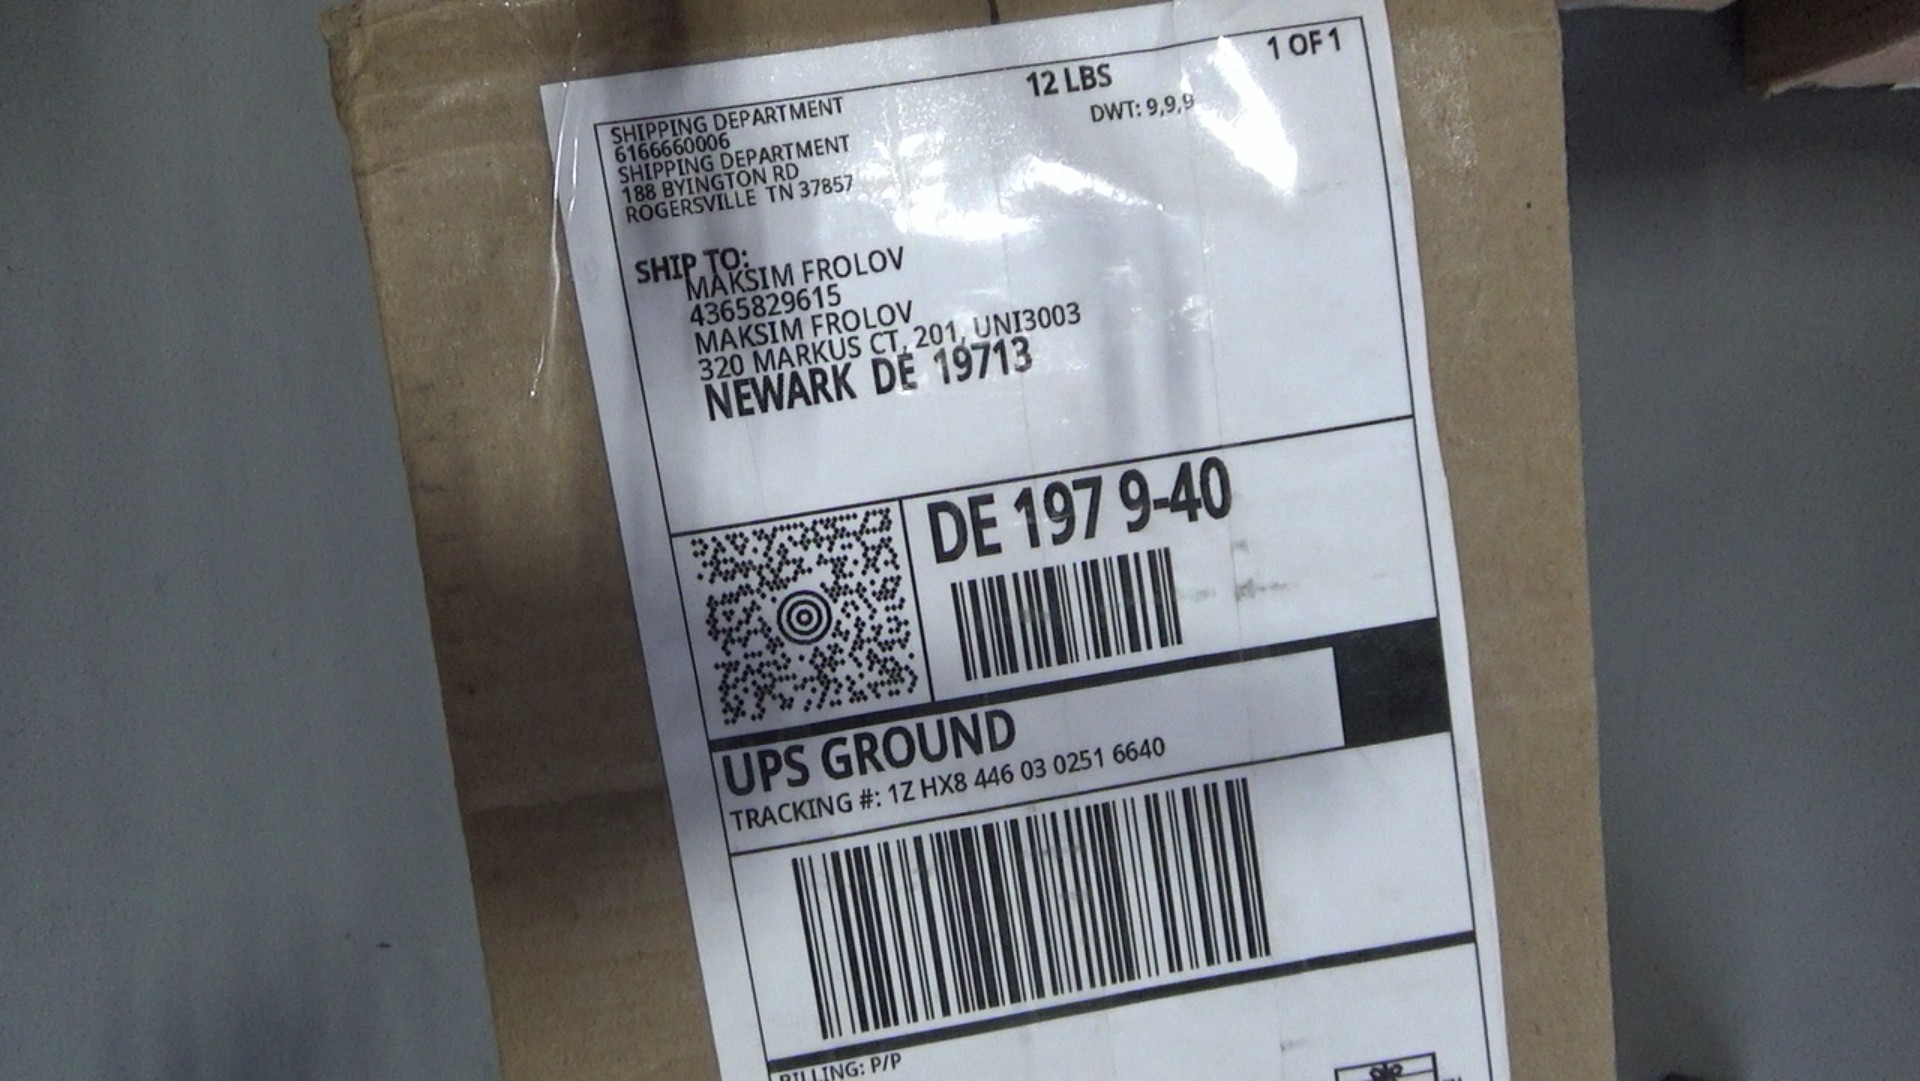 1 OF 1
12 LBS
DWT: 9,9,9
SHIPPING DEPARTMENT
6166660006
SHIPPING DEPARTMENT
188 BYINGTON RD
ROGERSVILLE TN 37857
SHIP TO:
MAKSIM FROLOV
4365829615
MAKSIM FROLOV
320 MARKUS CT, 201, UNI3003
NEWARK DE 19713
DE 197 9-40
UPS GROUND
TRACKING #: 1Z HX8 446 03 0251 6640
BILLING: P/P